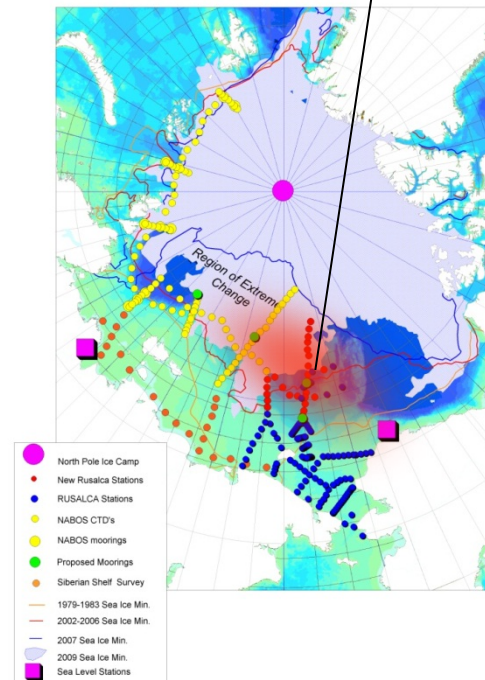 Region of Extreme
Change
North Pole Ice Camp
New Rusalca Stations
RUSALCA Stations
NABOS CTD's
NABOS moorings
Proposed Moorings
Siberian Shelf Survey
1979-1983 Sea Ice Min.
2002-2006 Sea Ice Min.
2007 Sea Ice Min.
2009 Sea Ice Min.
Sea Level Stations